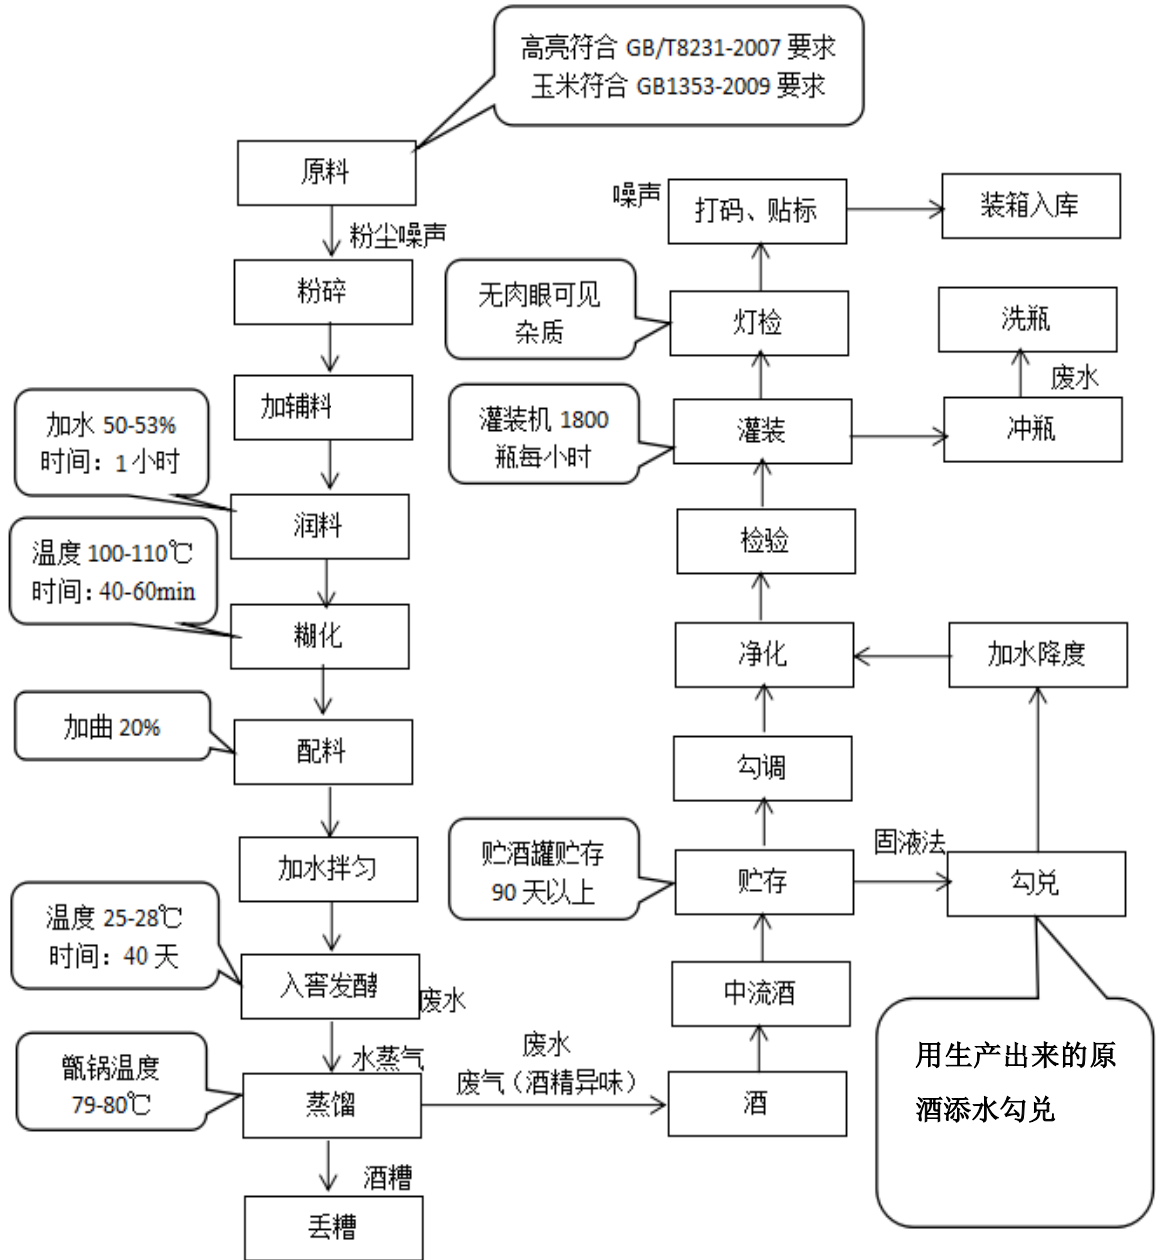 高亮符合 GB/T8231-2007 要求
玉米符合 GB1353-2009 要求
原料
粉尘噪声
粉碎
加辅料
加水 50-53%
时间：1 小时
润料
温度 100-110℃
时间：40-60min
糊化
加曲 20%
配料
加水拌匀
温度 25-28℃
时间：40 天
入窖发酵
废水
水蒸气
甑锅温度
79-80℃
蒸馏
酒糟
丢糟
废水
废气（酒精异味）
酒
中流酒
贮酒罐贮存
90 天以上
贮存
固液法
勾兑
用生产出来的原
酒添水勾兑
加水降度
勾调
净化
检验
灌装机 1800
瓶每小时
灌装
冲瓶
废水
洗瓶
无肉眼可见
杂质
灯检
噪声
打码、贴标
装箱入库